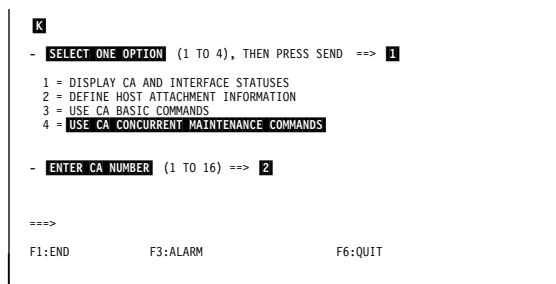 K
- SELECT ONE OPTION (1 TO 4), THEN PRESS SEND ==> 1
1 = DISPLAY CA AND INTERFACE STATUSES
2 = DEFINE HOST ATTACHMENT INFORMATION
3 = USE CA BASIC COMMANDS
4 = USE CA CONCURRENT MAINTENANCE COMMANDS
- ENTER CA NUMBER (1 TO 16) ==> 2
===>
F1:END F3:ALARM F6:QUIT